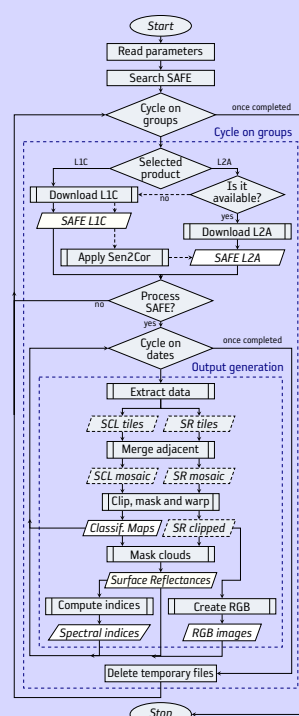 Start
Read parameters
Search SAFE
Cycle on
groups
once completed
Cycle on groups
L1C
Selected
product
L2A
Download L1C
no
Is it
available?
yes
SAFE L1C
Download L2A
Apply Sen2Cor
SAFE L2A
no
Process
SAFE?
yes
Cycle on
dates
once completed
Output generation
Extract data
SCL tiles
SR tiles
Merge adjacent
SCL mosaic
SR mosaic
Clip, mask and warp
Classif. Maps
SR clipped
Mask clouds
Surface Reflectances
Compute indices
Create RGB
Spectral indices
RGB images
Delete temporary files
Stop